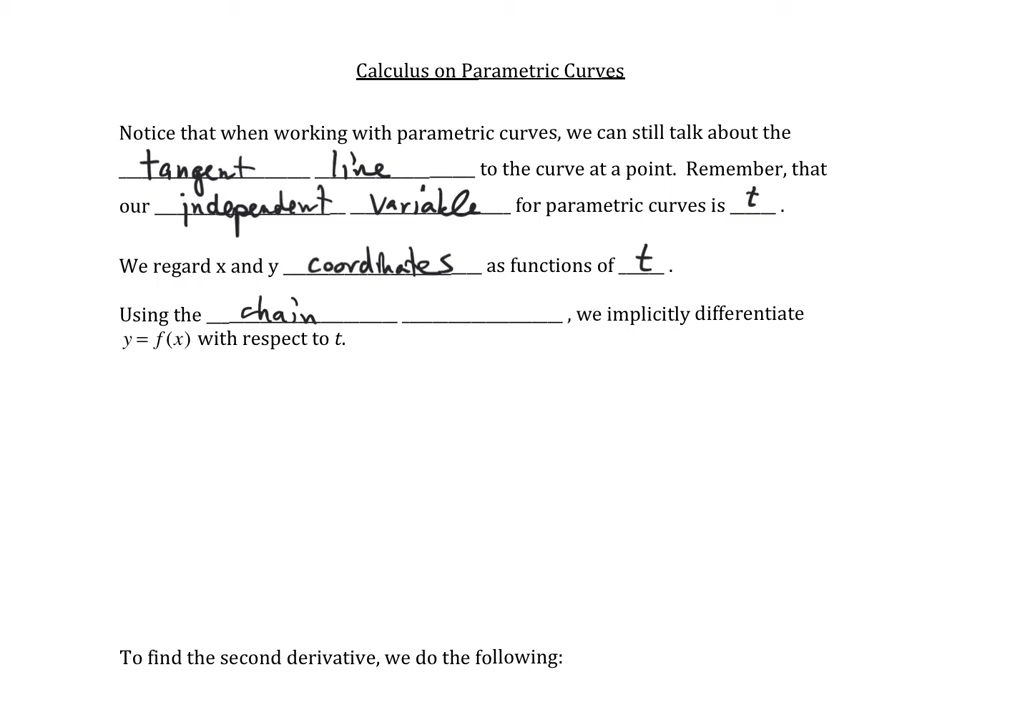 Calculus on Parametric Curves
Notice that when working with parametric curves, we can still talk about the
tangent line to the curve at a point. Remember, that
our independent variable for parametric curves is t.
We regard x and y coordinates as functions of t.
Using the chain ____________, we implicitly differentiate
y = f(x) with respect to t.
To find the second derivative, we do the following: